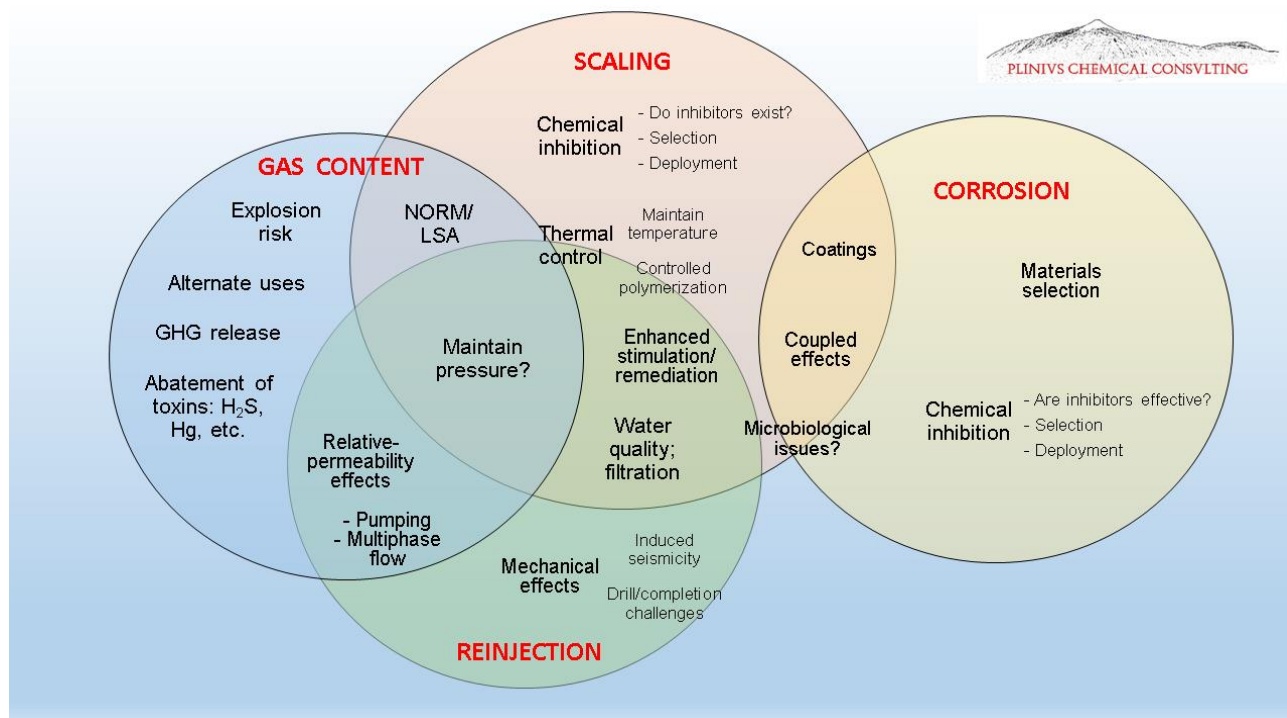 PLINIVS CHEMICAL CONSVLTING
SCALING
Chemical
inhibition
- Do inhibitors exist?
- Selection
- Deployment
GAS CONTENT
Explosion
risk
NORM/
LSA
Alternate uses
GHG release
Abatement of
toxins: H₂S,
Hg, etc.
Thermal
control
Maintain
temperature
Controlled
polymerization
Maintain
pressure?
Enhanced
stimulation/
remediation
Water
quality;
filtration
Relative-
permeability
effects
- Pumping
- Multiphase
flow
Coatings
Coupled
effects
Microbiological
issues?
CORROSION
Materials
selection
Chemical
inhibition
- Are inhibitors effective?
- Selection
- Deployment
Mechanical
effects
Induced
seismicity
Drill/completion
challenges
REINJECTION